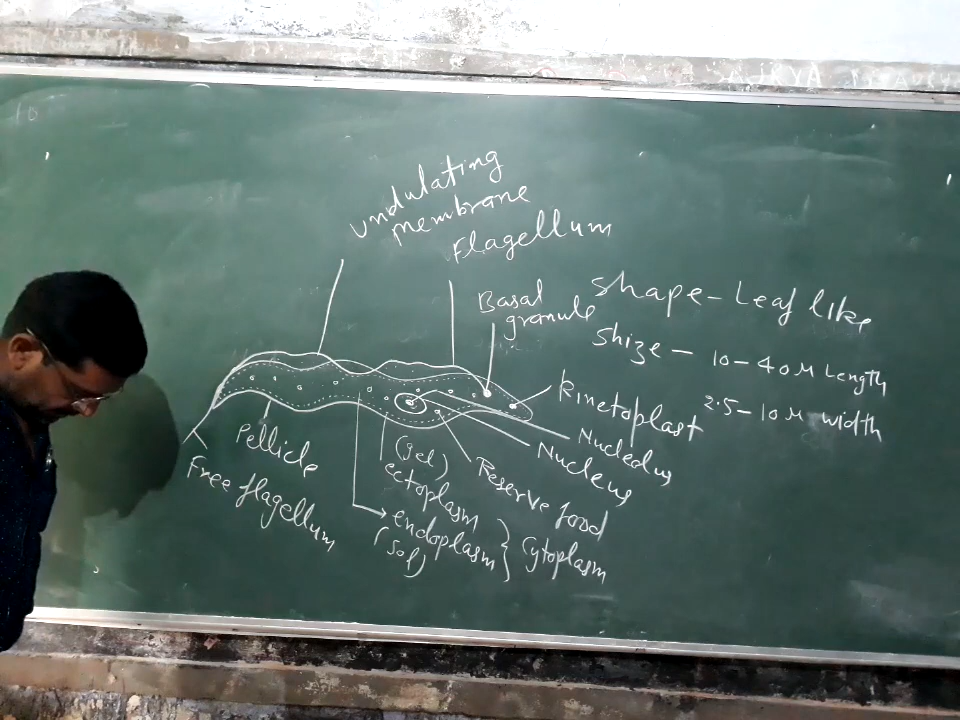 undulating
membrane
Flagellum
Basal
granule
Shape - Leaf like
Shize - 10-40 μ Length
2.5-10 μ width
Kinetoplast
Nucleolus
Nucleus
Reserve food
(gel)
ectoplasm
endoplasm
(Sol)
Cytoplasm
Pellicle
Free flagellum